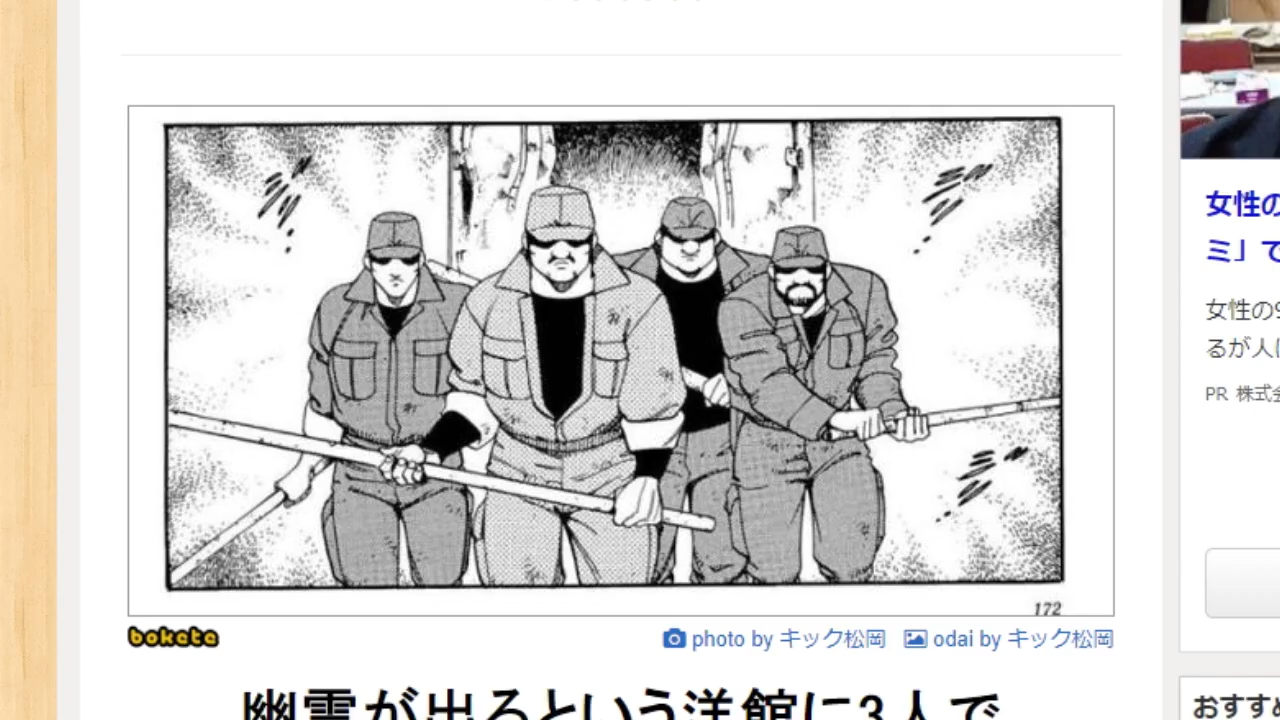 172
bokete
photo by キック松岡 odai by キック松岡
幽霊が出るという洋館に3人で
女性の
ミ」で
女性の9
るが人
PR 株式会
おすすめ